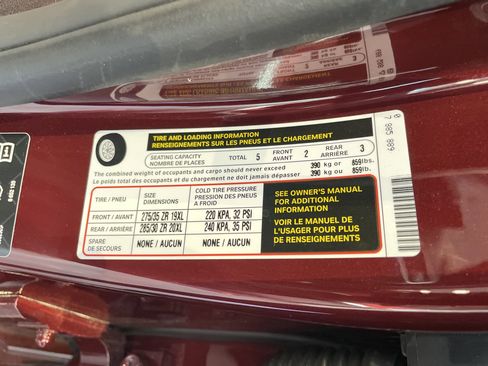 TIRE AND LOADING INFORMATION
RENSEIGNEMENTS SUR LES PNEUS ET LE CHARGEMENT
SEATING CAPACITY
NOMBRE DE PLACES
TOTAL 5
FRONT
AVANT 2
REAR
ARRIÈRE 3
The combined weight of occupants and cargo should never exceed 390 kg or 859lbs.
Le poids total des occupants et du chargement ne doit jamais dépasser 390 kg ou 859lb.
TIRE / PNEU
SIZE
DIMENSIONS
COLD TIRE PRESSURE
PRESSION DES PNEUS
A FROID
FRONT / AVANT 275/35 ZR 19XL 220 KPA, 32 PSI
REAR / ARRIÈRE 285/30 ZR 20XL 240 KPA, 35 PSI
SPARE
DE SECOURS
NONE / AUCUN NONE / AUCUN
SEE OWNER'S MANUAL
FOR ADDITIONAL
INFORMATION
VOIR LE MANUEL DE
L'USAGER POUR PLUS
DE RENSEIGNEMENTS
0 7 985 889